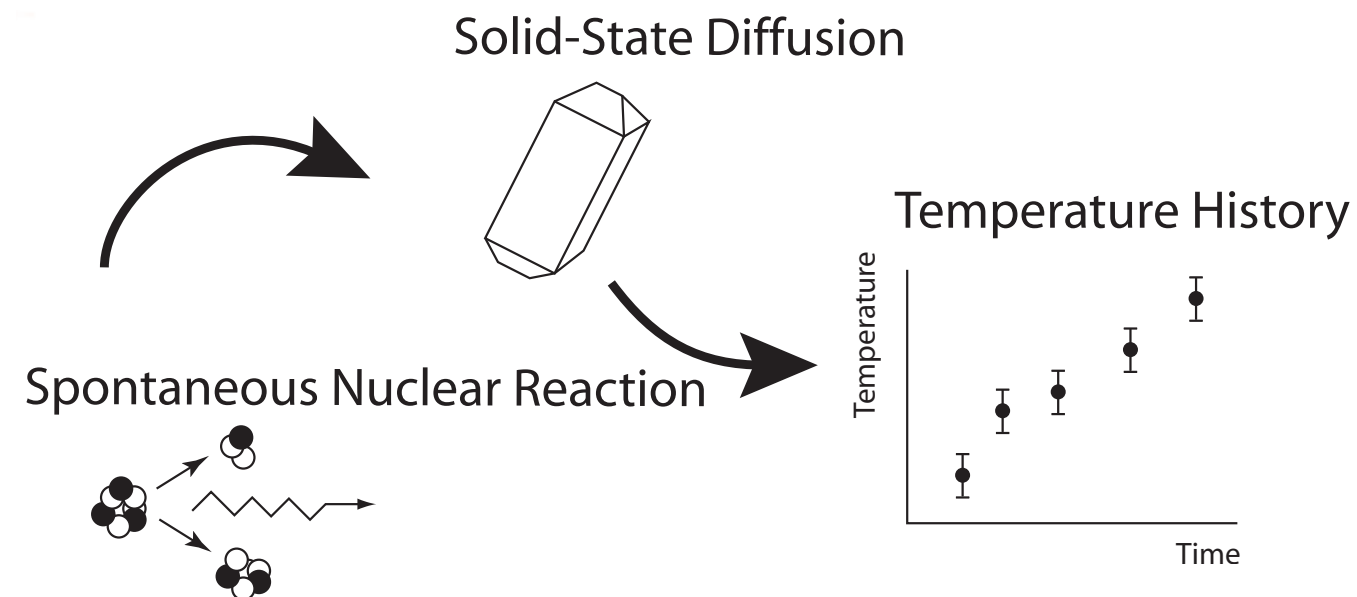 Solid-State Diffusion
Temperature History
Temperature
Spontaneous Nuclear Reaction
Time